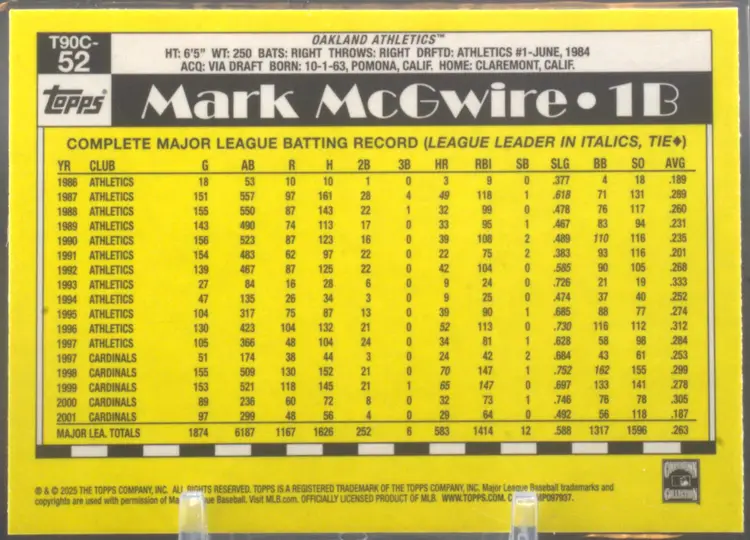 T90C-
52
OAKLAND ATHLETICS™
HT: 6'5" WT: 250 BATS: RIGHT THROWS: RIGHT DRFTD: ATHLETICS #1-JUNE, 1984
ACQ: VIA DRAFT BORN: 10-1-63, POMONA, CALIF. HOME: CLAREMONT, CALIF.
Topps®
Mark McGwire • 1B
COMPLETE MAJOR LEAGUE BATTING RECORD (LEAGUE LEADER IN ITALICS, TIE♦)
YR CLUB G AB R H 2B 3B HR RBI SB SLG BB SO AVG
1986 ATHLETICS 18 53 10 10 1 0 3 9 0 .377 4 18 .189
1987 ATHLETICS 151 557 97 161 28 4 49 118 1 .618 71 131 .289
1988 ATHLETICS 155 550 87 143 22 1 32 99 0 .478 76 117 .260
1989 ATHLETICS 143 490 74 113 17 0 33 95 1 .467 83 94 .231
1990 ATHLETICS 156 523 87 123 16 0 39 108 2 .489 110 116 .235
1991 ATHLETICS 154 483 62 97 22 0 22 75 2 .383 93 116 .201
1992 ATHLETICS 139 467 87 125 22 0 42 104 0 .585 90 105 .268
1993 ATHLETICS 27 84 16 28 6 0 9 24 0 .726 21 19 .333
1994 ATHLETICS 47 135 26 34 3 0 9 25 0 .474 37 40 .252
1995 ATHLETICS 104 317 75 87 13 0 39 90 1 .685 88 77 .274
1996 ATHLETICS 130 423 104 132 21 0 52 113 0 .730 116 112 .312
1997 ATHLETICS 105 366 48 104 24 0 34 81 1 .628 58 98 .284
1997 CARDINALS 51 174 38 44 3 0 24 42 2 .684 43 61 .253
1998 CARDINALS 155 509 130 152 21 0 70 147 1 .752 162 155 .299
1999 CARDINALS 153 521 118 145 21 1 65 147 0 .697 133 141 .278
2000 CARDINALS 89 236 60 72 8 0 32 73 1 .746 76 78 .305
2001 CARDINALS 97 299 48 56 4 0 29 64 0 .492 56 118 .187
MAJOR LEA. TOTALS 1874 6187 1167 1626 252 6 583 1414 12 .588 1317 1596 .263
® & © 2025 THE TOPPS COMPANY, INC. ALL RIGHTS RESERVED. TOPPS IS A REGISTERED TRADEMARK OF THE TOPPS COMPANY, INC. Major League Baseball trademarks and
copyrights are used with permission of Ma ue Baseball. Visit MLB.com. OFFICIALLY LICENSED PRODUCT OF MLB. WWW.TOPPS.COM. C MP097937.
COOPERSTOWN
COLLECTION